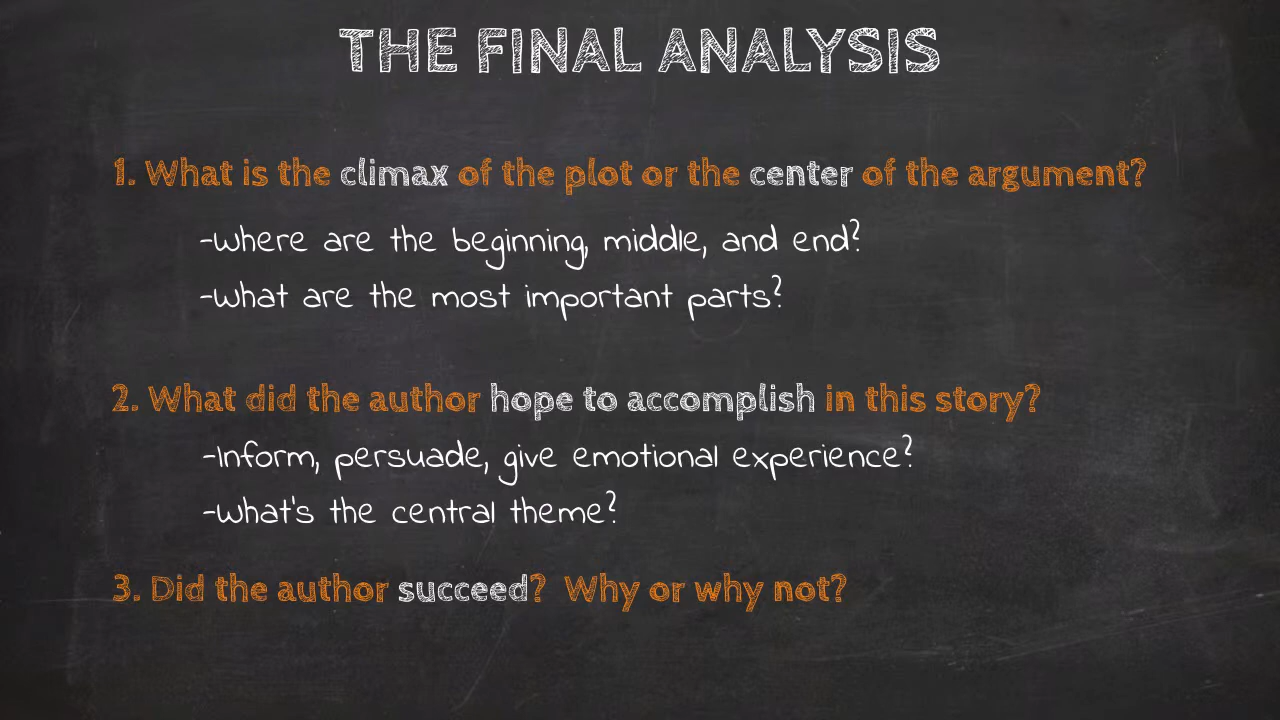 THE FINAL ANALYSIS
1. What is the climax of the plot or the center of the argument?
-Where are the beginning, middle, and end?
-What are the most important parts?
2. What did the author hope to accomplish in this story?
-Inform, persuade, give emotional experience?
-What's the central theme?
3. Did the author succeed? Why or why not?